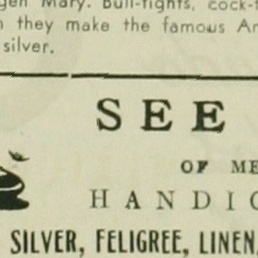 gen Mary. Bull-fights, cock-f
n they make the famous Ar
silver.
SEE
OF ME
HANDIC
SILVER, FELIGREE, LINEN,